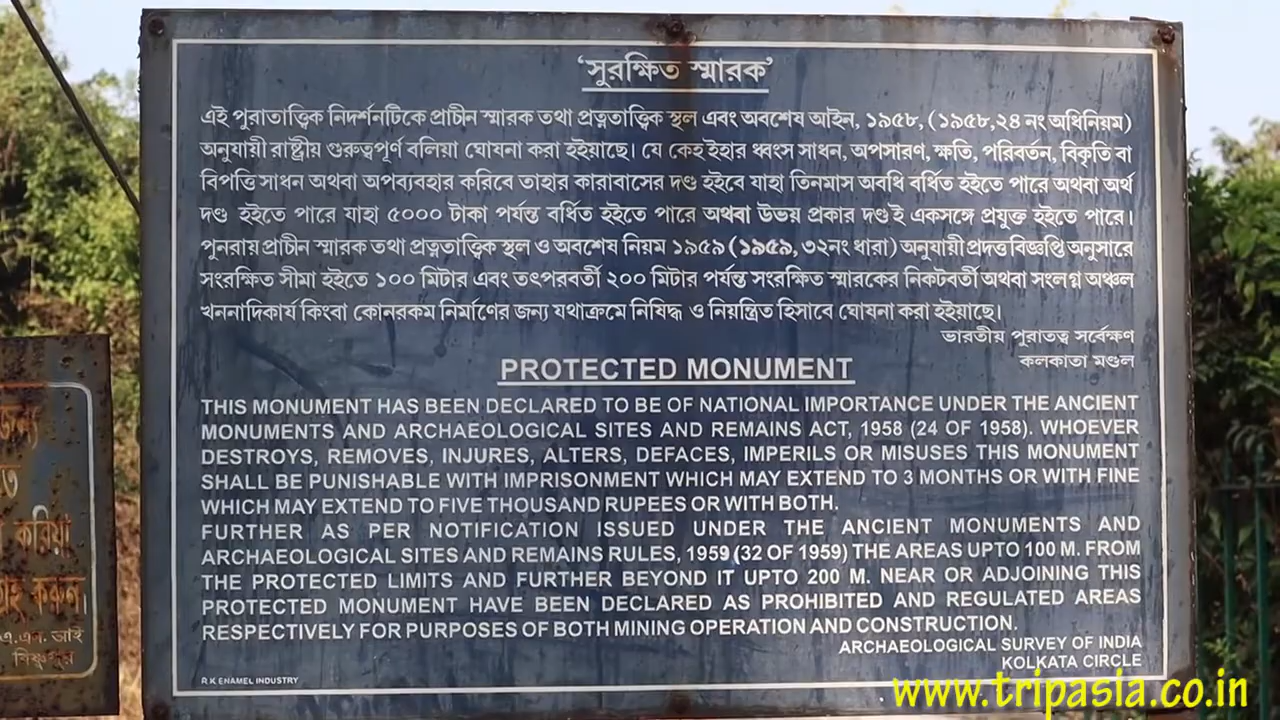 ‘সুরক্ষিত স্মারক’
এই পুরাতাত্ত্বিক নিদর্শনটিকে প্রাচীন স্মারক তথা প্রত্নতাত্ত্বিক স্থল এবং অবশেষ আইন, ১৯৫৮, (১৯৫৮,২৪ নং অধিনিয়ম)
অনুযায়ী রাষ্ট্রীয় গুরুত্বপূর্ণ বলিয়া ঘোষনা করা হইয়াছে। যে কেহ ইহার ধ্বংস সাধন, অপসারণ, ক্ষতি, পরিবর্তন, বিকৃতি বা
বিপত্তি সাধন অথবা অপব্যবহার করিবে তাহার কারাবাসের দণ্ড হইবে যাহা তিনমাস অবধি বর্ধিত হইতে পারে অথবা অর্থ
দণ্ড হইতে পারে যাহা ৫০০০ টাকা পর্যন্ত বর্ধিত হইতে পারে অথবা উভয় প্রকার দণ্ডই একসঙ্গে প্রযুক্ত হইতে পারে।
পুনরায় প্রাচীন স্মারক তথা প্রত্নতাত্ত্বিক স্থল ও অবশেষ নিয়ম ১৯৫৯ (১৯৫৯, ৩২নং ধারা) অনুযায়ী প্রদত্ত বিজ্ঞপ্তি অনুসারে
সংরক্ষিত সীমা হইতে ১০০ মিটার এবং তৎপরবর্তী ২০০ মিটার পর্যন্ত সংরক্ষিত স্মারকের নিকটবর্তী অথবা সংলগ্ন অঞ্চল
খননাদিকার্য কিংবা কোনরকম নির্মাণের জন্য যথাক্রমে নিষিদ্ধ ও নিয়ন্ত্রিত হিসাবে ঘোষনা করা হইয়াছে।
ভারতীয় পুরাতত্ব সর্বেক্ষণ
কলকাতা মণ্ডল
PROTECTED MONUMENT
THIS MONUMENT HAS BEEN DECLARED TO BE OF NATIONAL IMPORTANCE UNDER THE ANCIENT
MONUMENTS AND ARCHAEOLOGICAL SITES AND REMAINS ACT, 1958 (24 OF 1958). WHOEVER
DESTROYS, REMOVES, INJURES, ALTERS, DEFACES, IMPERILS OR MISUSES THIS MONUMENT
SHALL BE PUNISHABLE WITH IMPRISONMENT WHICH MAY EXTEND TO 3 MONTHS OR WITH FINE
WHICH MAY EXTEND TO FIVE THOUSAND RUPEES OR WITH BOTH.
FURTHER AS PER NOTIFICATION ISSUED UNDER THE ANCIENT MONUMENTS AND
ARCHAEOLOGICAL SITES AND REMAINS RULES, 1959 (32 OF 1959) THE AREAS UPTO 100 M. FROM
THE PROTECTED LIMITS AND FURTHER BEYOND IT UPTO 200 M. NEAR OR ADJOINING THIS
PROTECTED MONUMENT HAVE BEEN DECLARED AS PROHIBITED AND REGULATED AREAS
RESPECTIVELY FOR PURPOSES OF BOTH MINING OPERATION AND CONSTRUCTION.
ARCHAEOLOGICAL SURVEY OF INDIA
KOLKATA CIRCLE
R.K ENAMEL INDUSTRY
করিয়া
করুন।
এ.এস. আই
বিষ্ণুপুর
www.tripasia.co.in